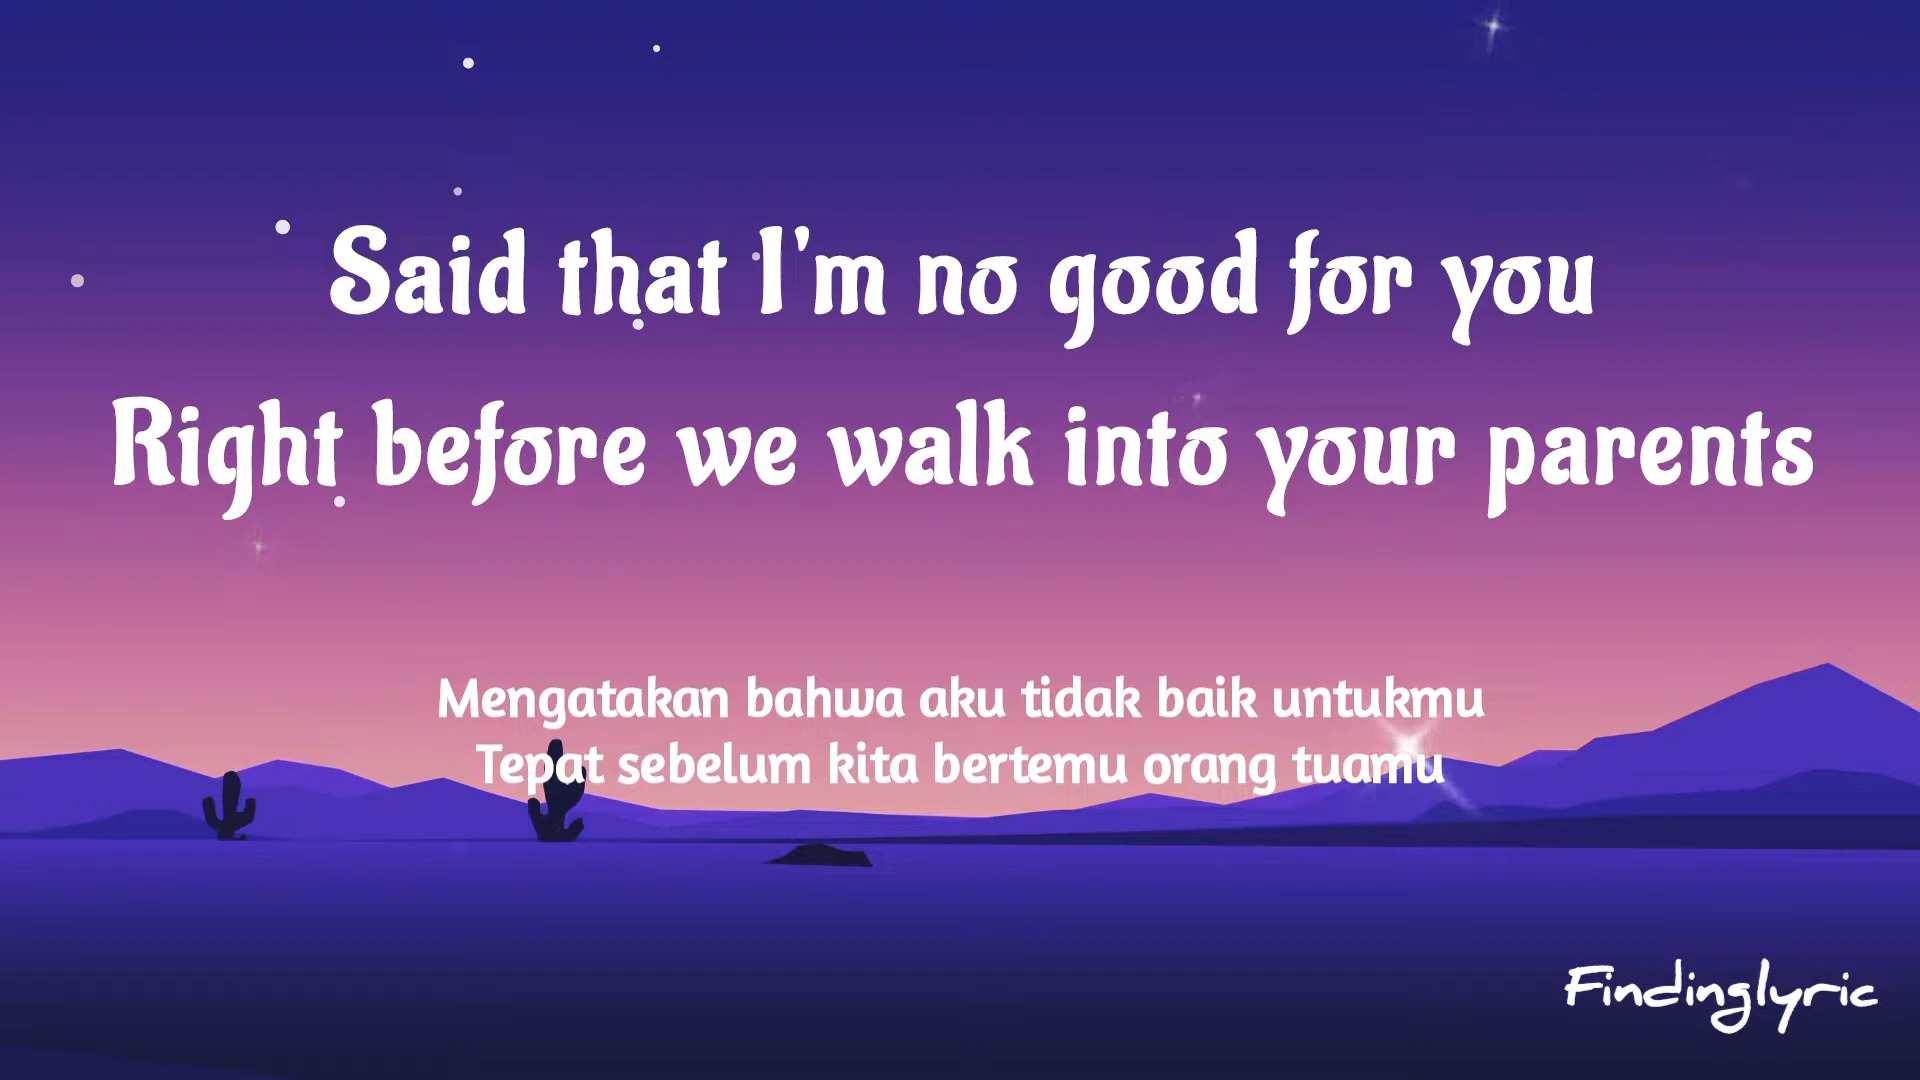 Said that I'm no good for you
Right before we walk into your parents
Mengatakan bahwa aku tidak baik untukmu
Tepat sebelum kita bertemu orang tuamu
Findinglyric